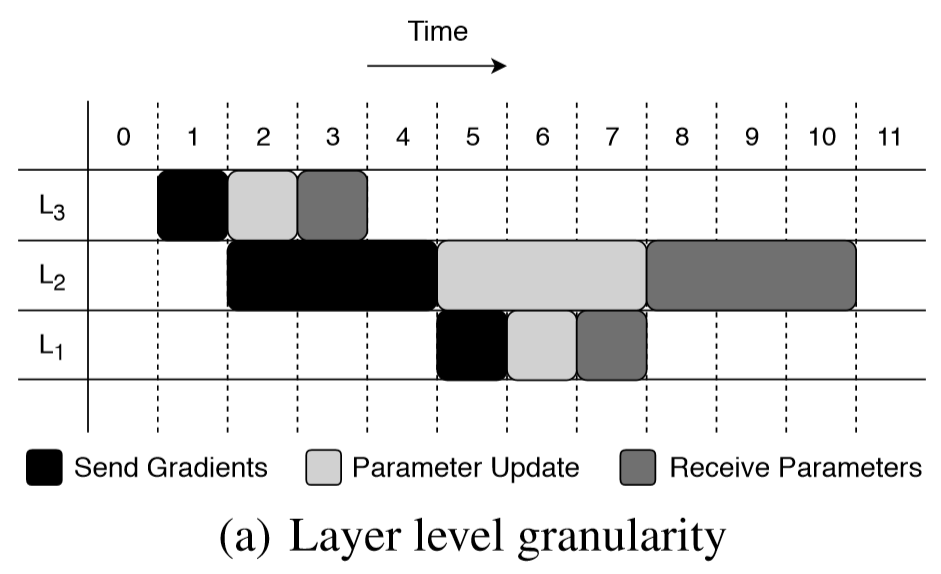 Time
0 1 2 3 4 5 6 7 8 9 10 11
L3
L2
L1
Send Gradients Parameter Update Receive Parameters
(a) Layer level granularity